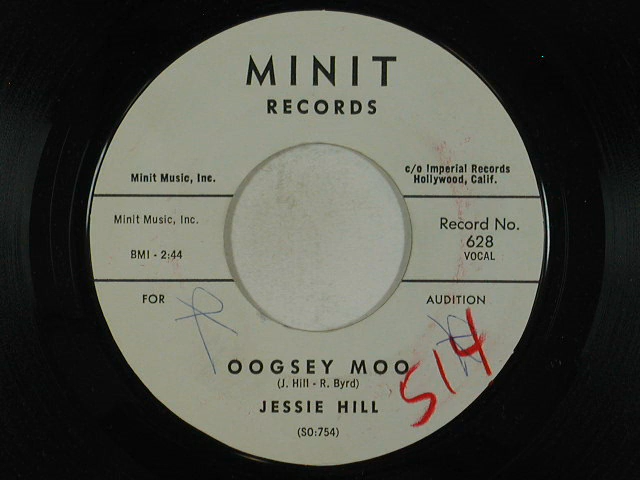 MINIT
RECORDS
Minit Music, Inc.
c/o Imperial Records
Hollywood, Calif.
Minit Music, Inc.
BMI - 2:44
Record No.
628
VOCAL
FOR
AUDITION
OOGSEY MOO
(J. Hill - R. Byrd)
JESSIE HILL
(SO:754)
514